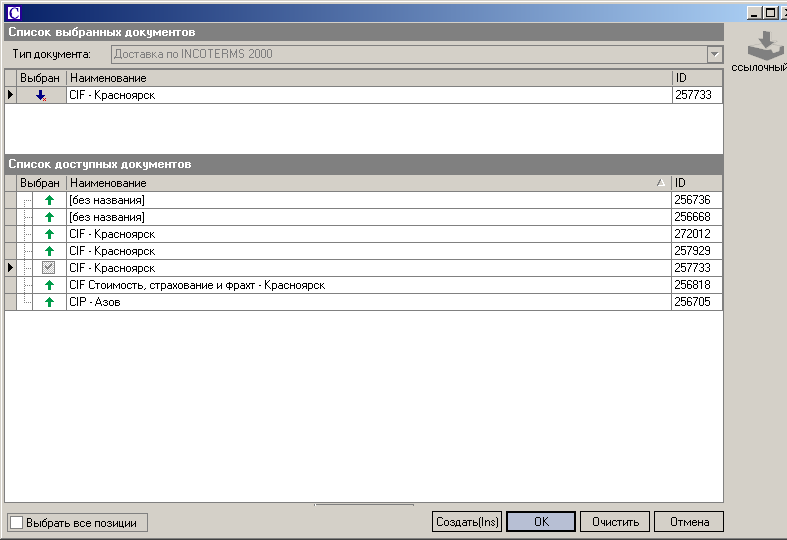 C
Список выбранных документов
Тип документа: Доставка по INCOTERMS 2000
ссылочный
Выбран Наименование ID
CIF - Красноярск 257733
Список доступных документов
Выбран Наименование ID
[без названия] 256736
[без названия] 256668
CIF - Красноярск 272012
CIF - Красноярск 257929
CIF - Красноярск 257733
CIF Стоимость, страхование и фрахт - Красноярск 256818
CIP - Азов 256705
Выбрать все позиции Создать(Ins) OK Очистить Отмена